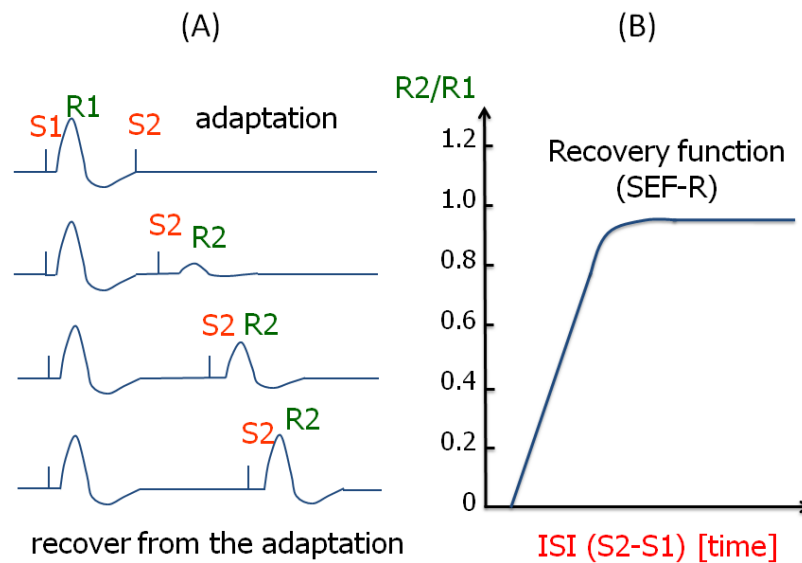 (A)
R1
S1
S2
adaptation
S2
R2
S2
R2
S2
R2
recover from the adaptation
(B)
R2/R1
1.2
Recovery function
(SEF-R)
1.0
0.8
0.6
0.4
0.2
0
ISI (S2-S1) [time]